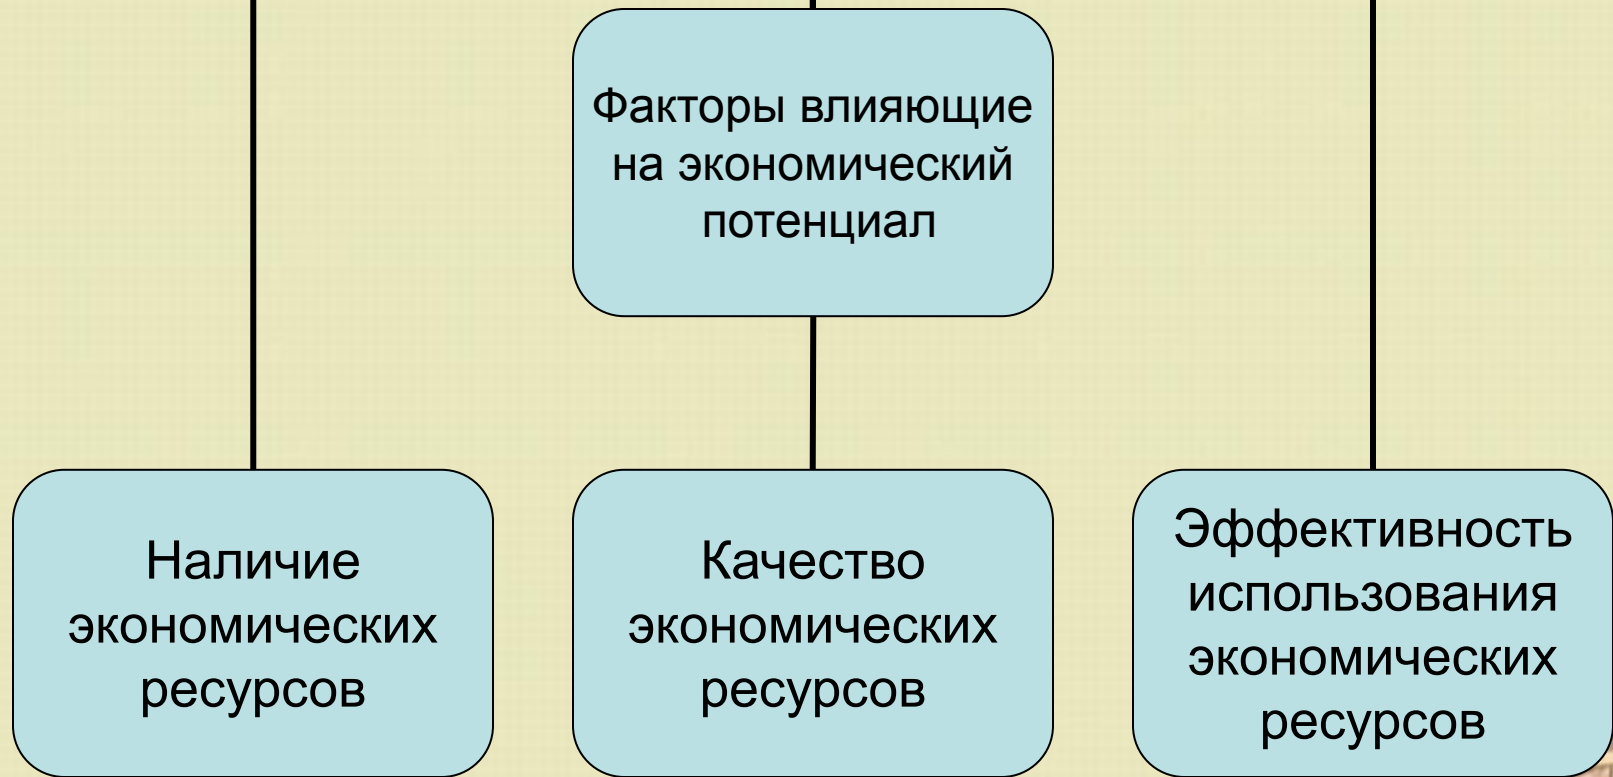 Факторы влияющие
на экономический
потенциал
Наличие
экономических
ресурсов
Качество
экономических
ресурсов
Эффективность
использования
экономических
ресурсов